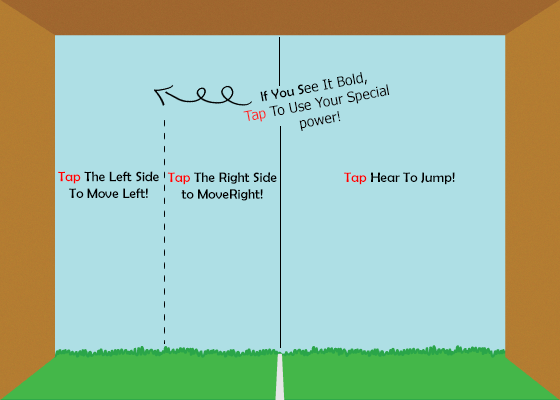 If You See It Bold,
Tap To Use Your Special
power!
Tap The Left Side
To Move Left!
Tap The Right Side
to MoveRight!
Tap Hear To Jump!